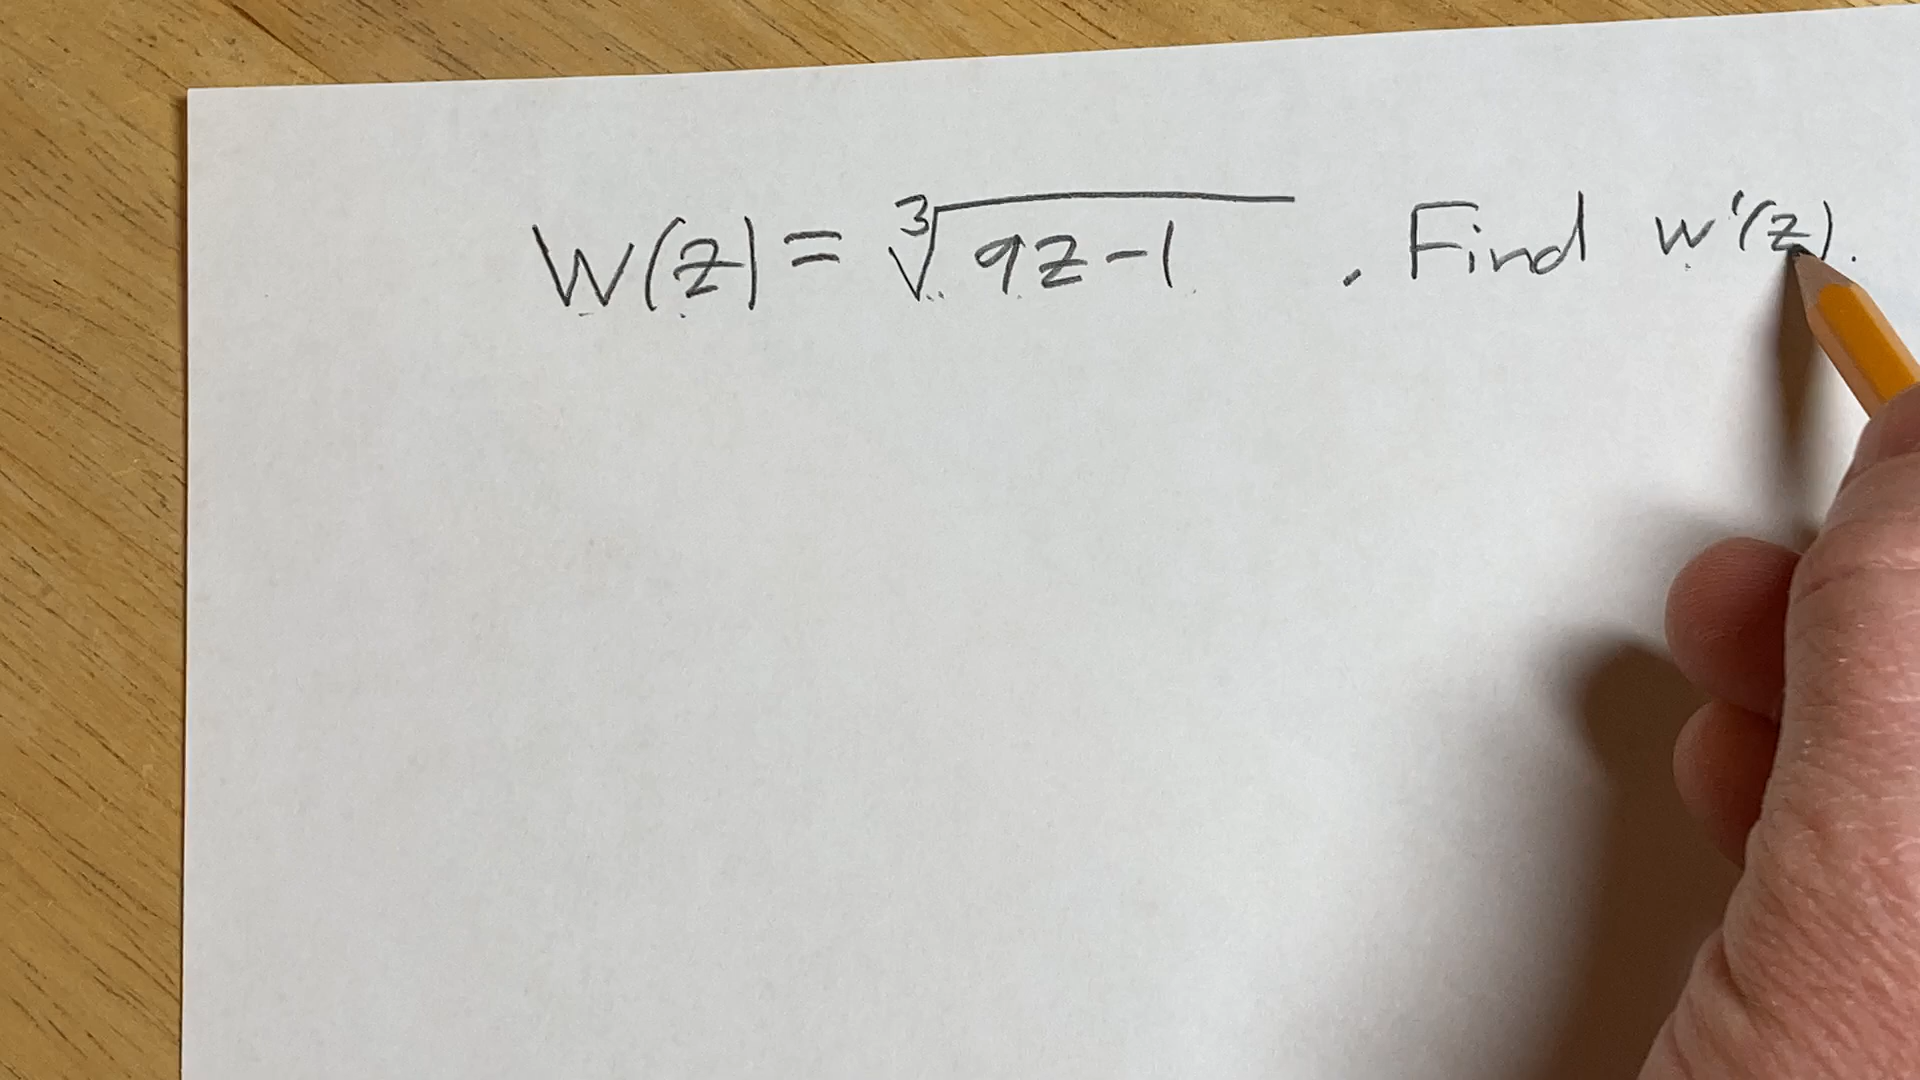 W(z) = ∛9z-1 . Find w'(z).